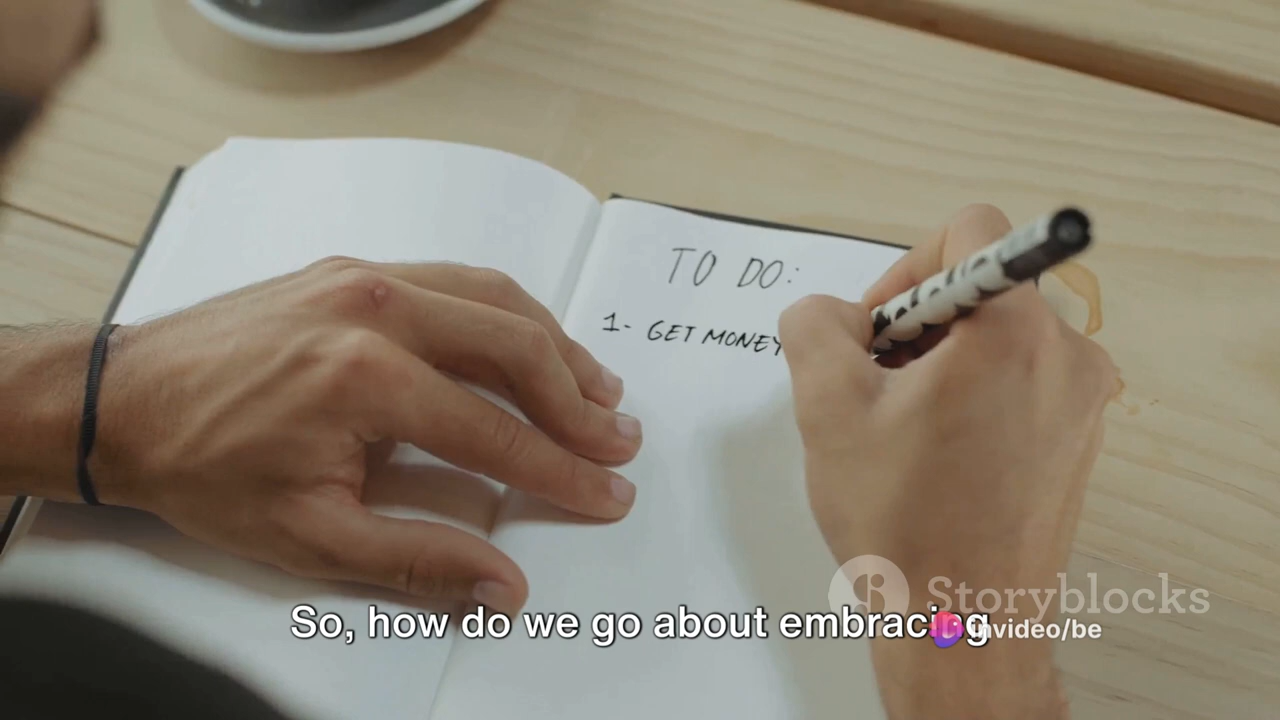 TO DO:
1- GET MONEY
Storyblocks
So, how do we go about embracing
invideo/be